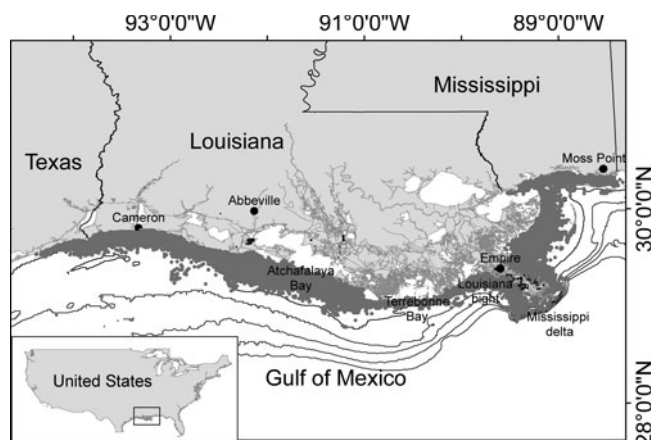 93°0'0"W
91°0'0"W
89°0'0"W
Mississippi
Louisiana
Texas
Moss Point
Abbeville
Cameron
30°0'0"N
Empire
Atchafalaya
Bay
Louisiana
bight
Terrebonne
Bay
Mississippi
delta
Gulf of Mexico
United States
28°0'0"N